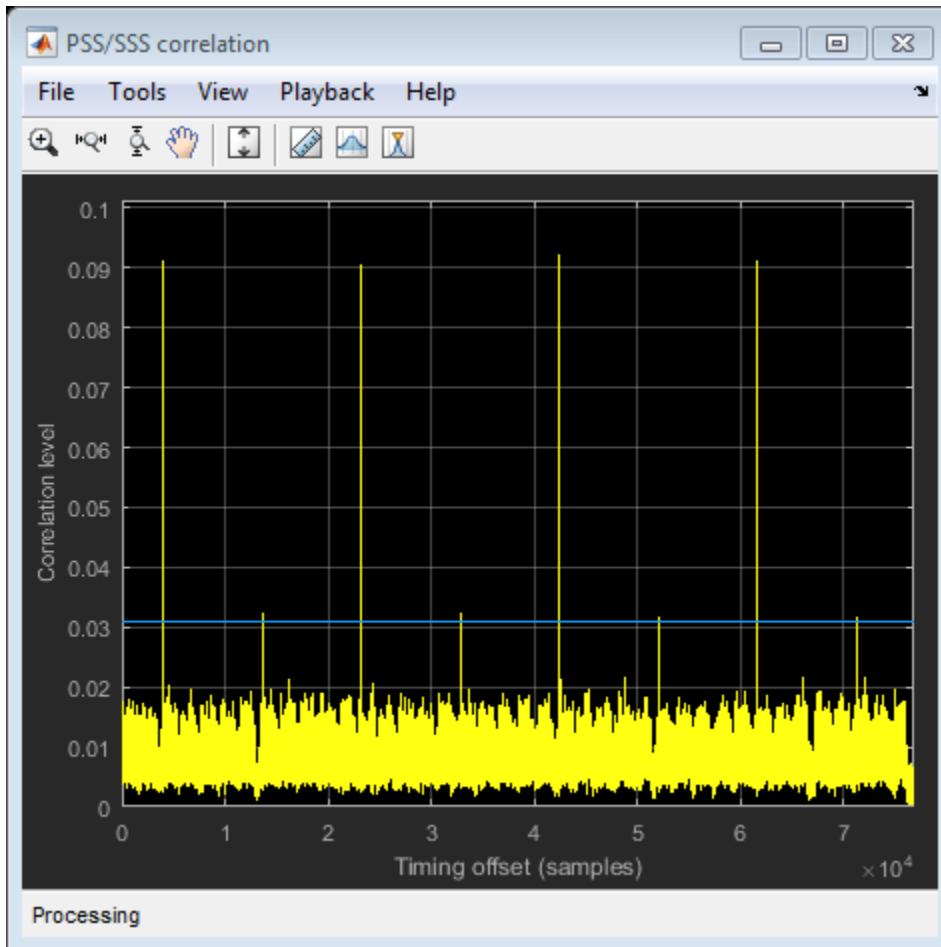 PSS/SSS correlation
File Tools View Playback Help
0.1
0.09
0.08
0.07
0.06
0.05
0.04
0.03
0.02
0.01
0
Correlation level
0 1 2 3 4 5 6 7
Timing offset (samples)
×10⁴
Processing